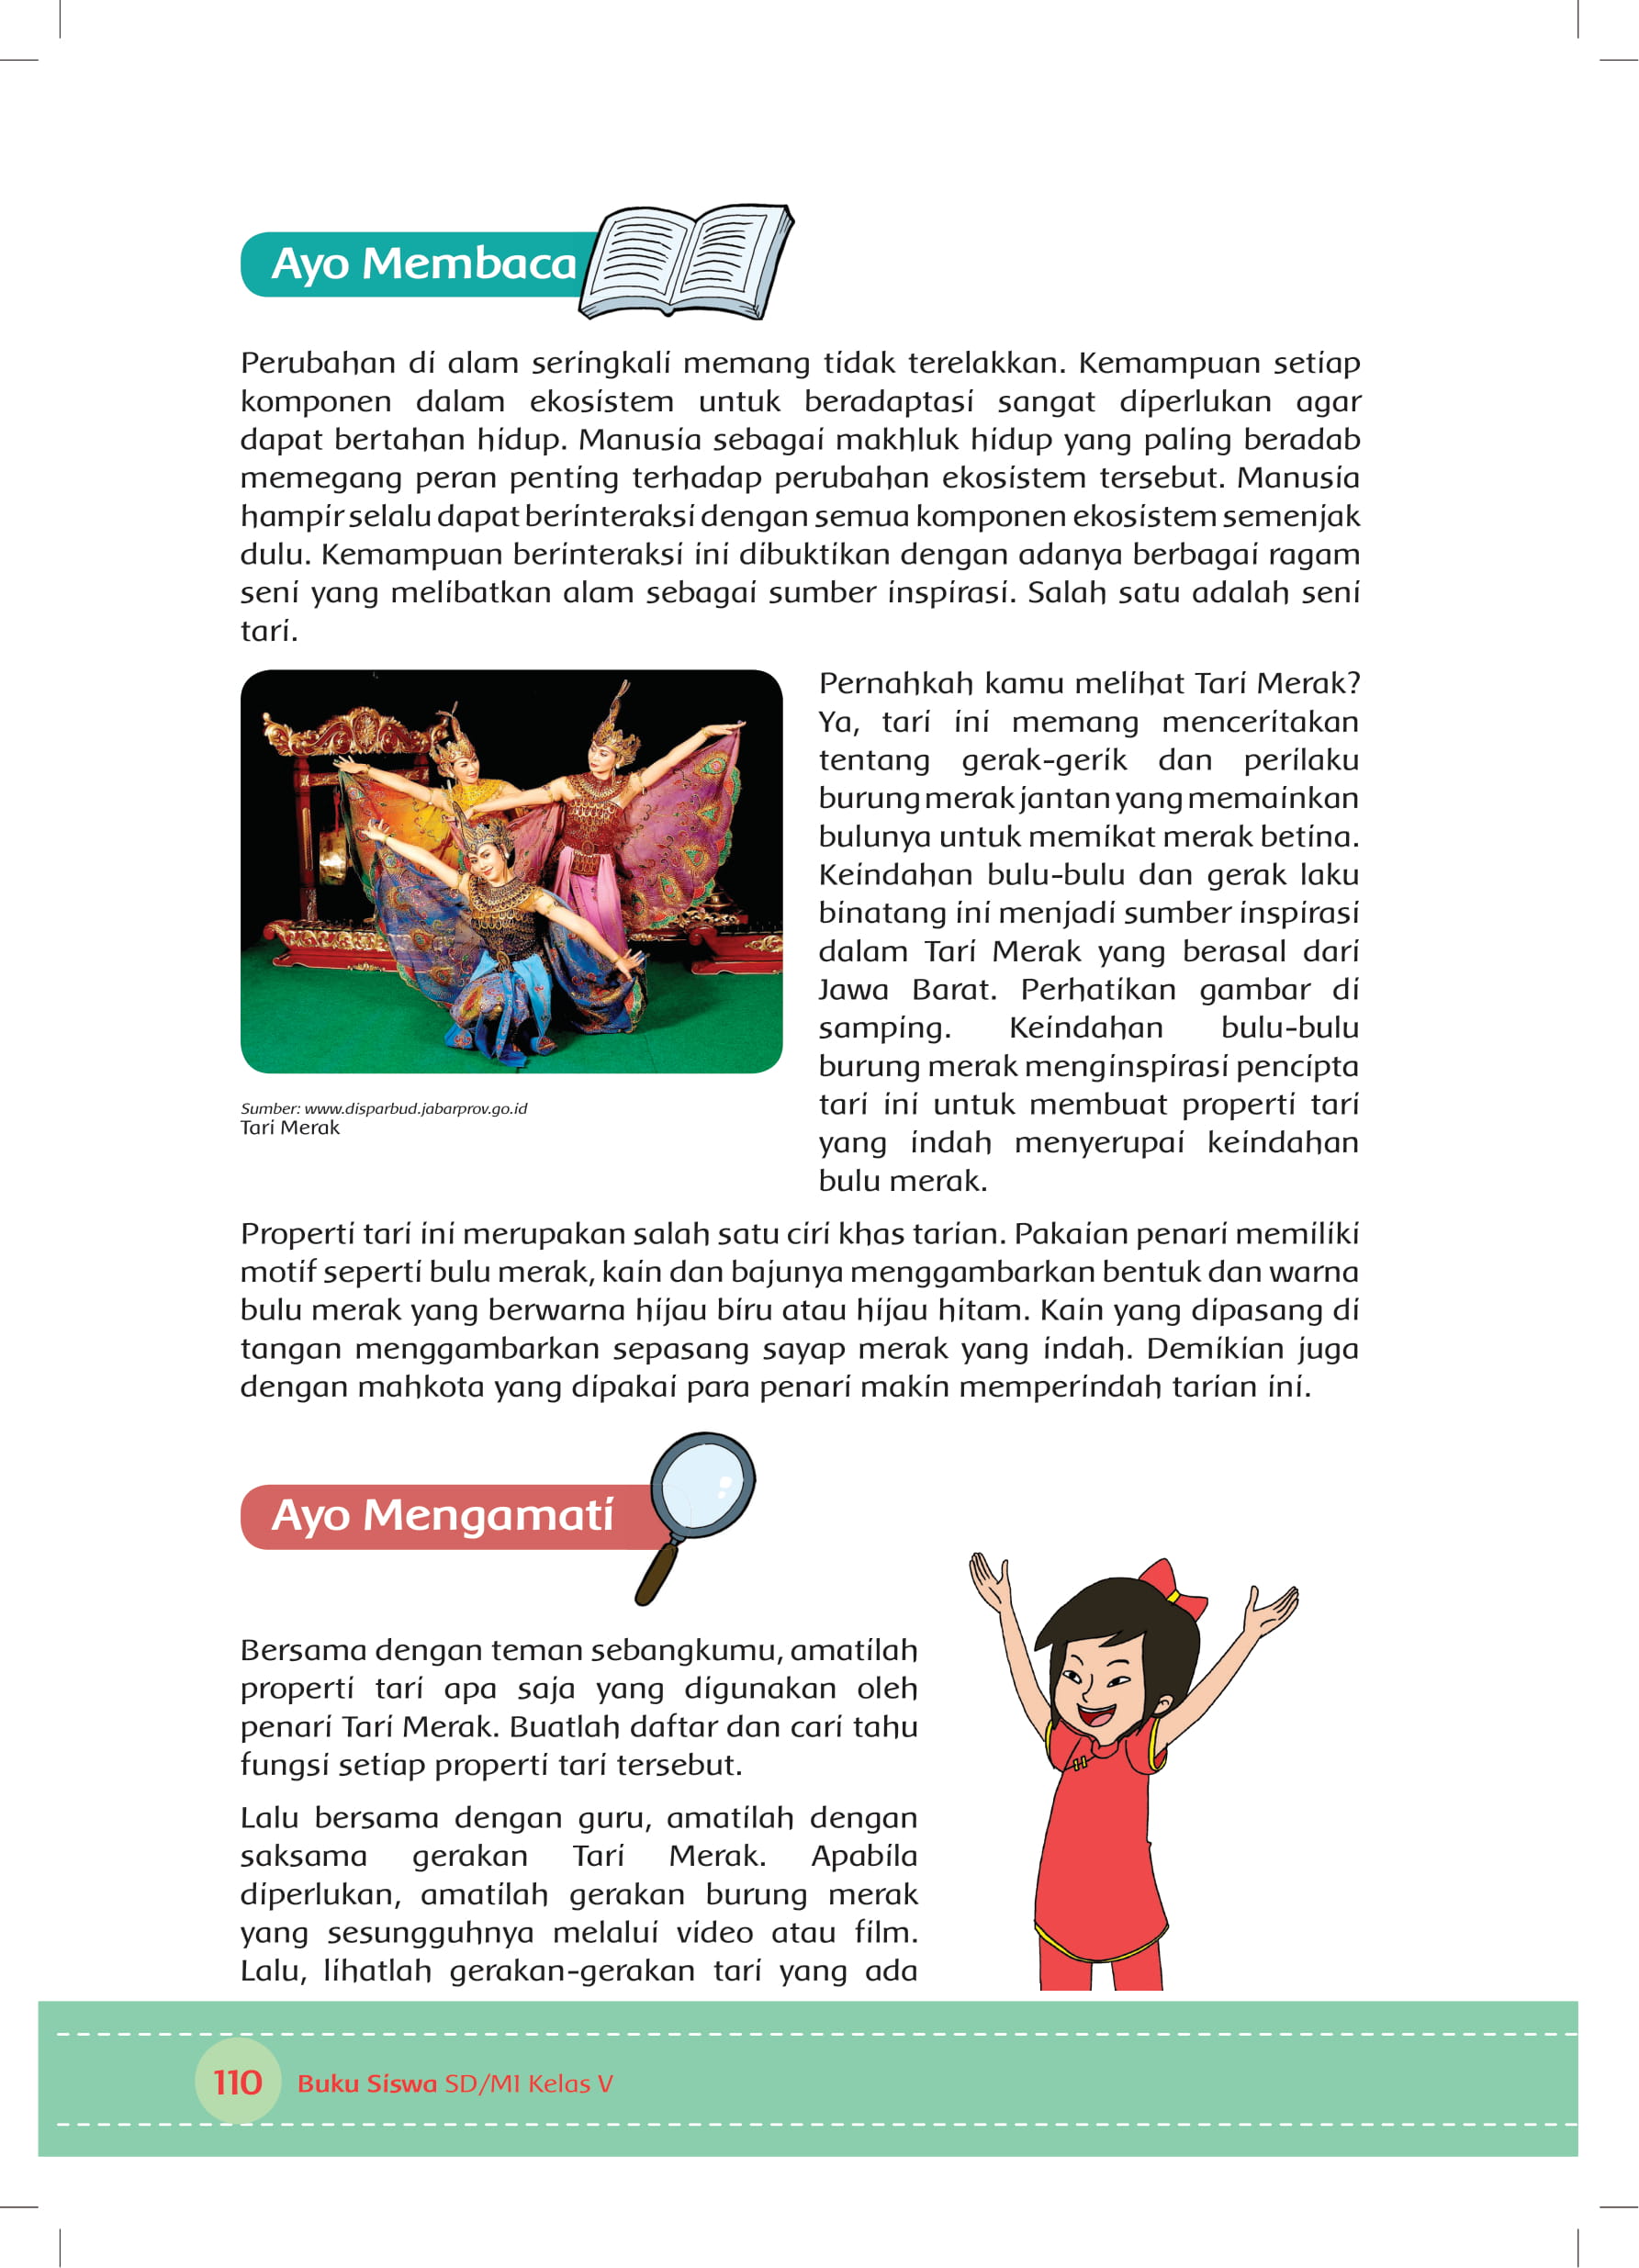 Ayo Membaca
Perubahan di alam seringkali memang tidak terelakkan. Kemampuan setiap
komponen dalam ekosistem untuk beradaptasi sangat diperlukan agar
dapat bertahan hidup. Manusia sebagai makhluk hidup yang paling beradab
memegang peran penting terhadap perubahan ekosistem tersebut. Manusia
hampir selalu dapat berinteraksi dengan semua komponen ekosistem semenjak
dulu. Kemampuan berinteraksi ini dibuktikan dengan adanya berbagai ragam
seni yang melibatkan alam sebagai sumber inspirasi. Salah satu adalah seni
tari.
Pernahkah kamu melihat Tari Merak?
Ya, tari ini memang menceritakan
tentang gerak-gerik dan perilaku
burung merak jantan yang memainkan
bulunya untuk memikat merak betina.
Keindahan bulu-bulu dan gerak laku
binatang ini menjadi sumber inspirasi
dalam Tari Merak yang berasal dari
Jawa Barat. Perhatikan gambar di
samping. Keindahan bulu-bulu
burung merak menginspirasi pencipta
tari ini untuk membuat properti tari
yang indah menyerupai keindahan
bulu merak.
Sumber: www.disparbud.jabarprov.go.id
Tari Merak
Properti tari ini merupakan salah satu ciri khas tarian. Pakaian penari memiliki
motif seperti bulu merak, kain dan bajunya menggambarkan bentuk dan warna
bulu merak yang berwarna hijau biru atau hijau hitam. Kain yang dipasang di
tangan menggambarkan sepasang sayap merak yang indah. Demikian juga
dengan mahkota yang dipakai para penari makin memperindah tarian ini.
Ayo Mengamati
Bersama dengan teman sebangkumu, amatilah
properti tari apa saja yang digunakan oleh
penari Tari Merak. Buatlah daftar dan cari tahu
fungsi setiap properti tari tersebut.
Lalu bersama dengan guru, amatilah dengan
saksama gerakan Tari Merak. Apabila
diperlukan, amatilah gerakan burung merak
yang sesungguhnya melalui video atau film.
Lalu, lihatlah gerakan-gerakan tari yang ada
110 Buku Siswa SD/MI Kelas V